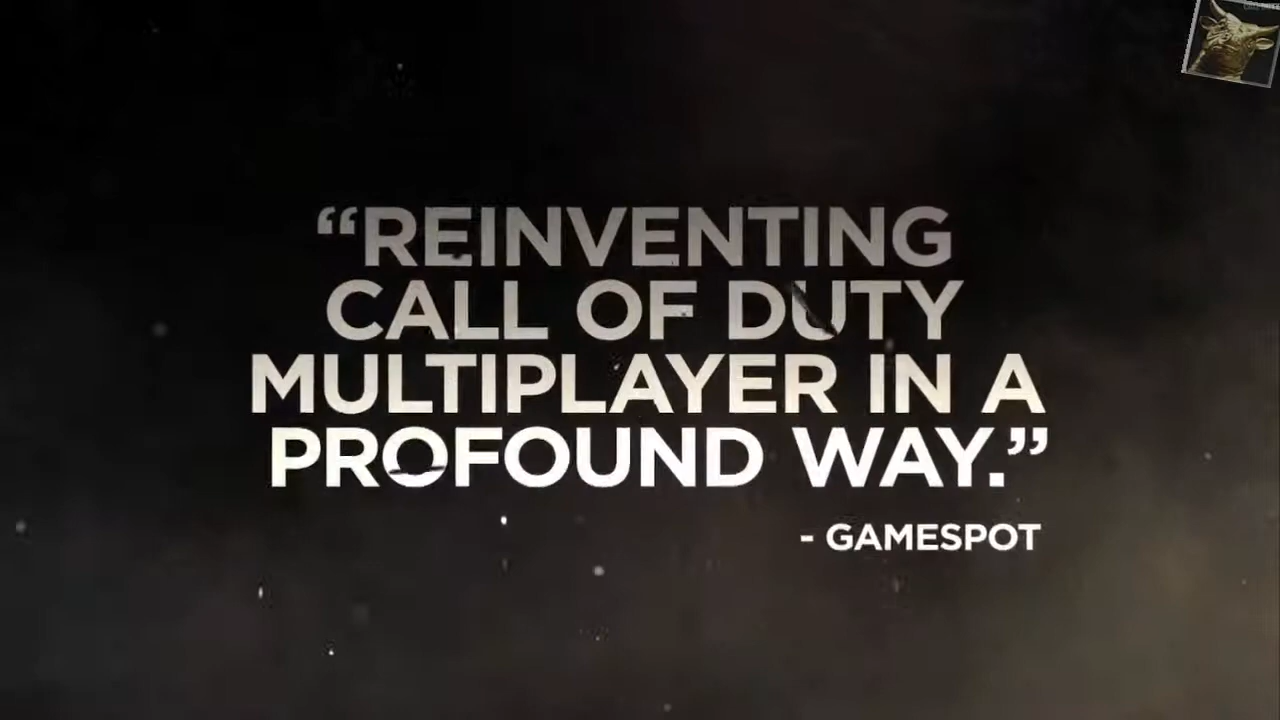 “REINVENTING
CALL OF DUTY
MULTIPLAYER IN A
PROFOUND WAY.”
- GAMESPOT